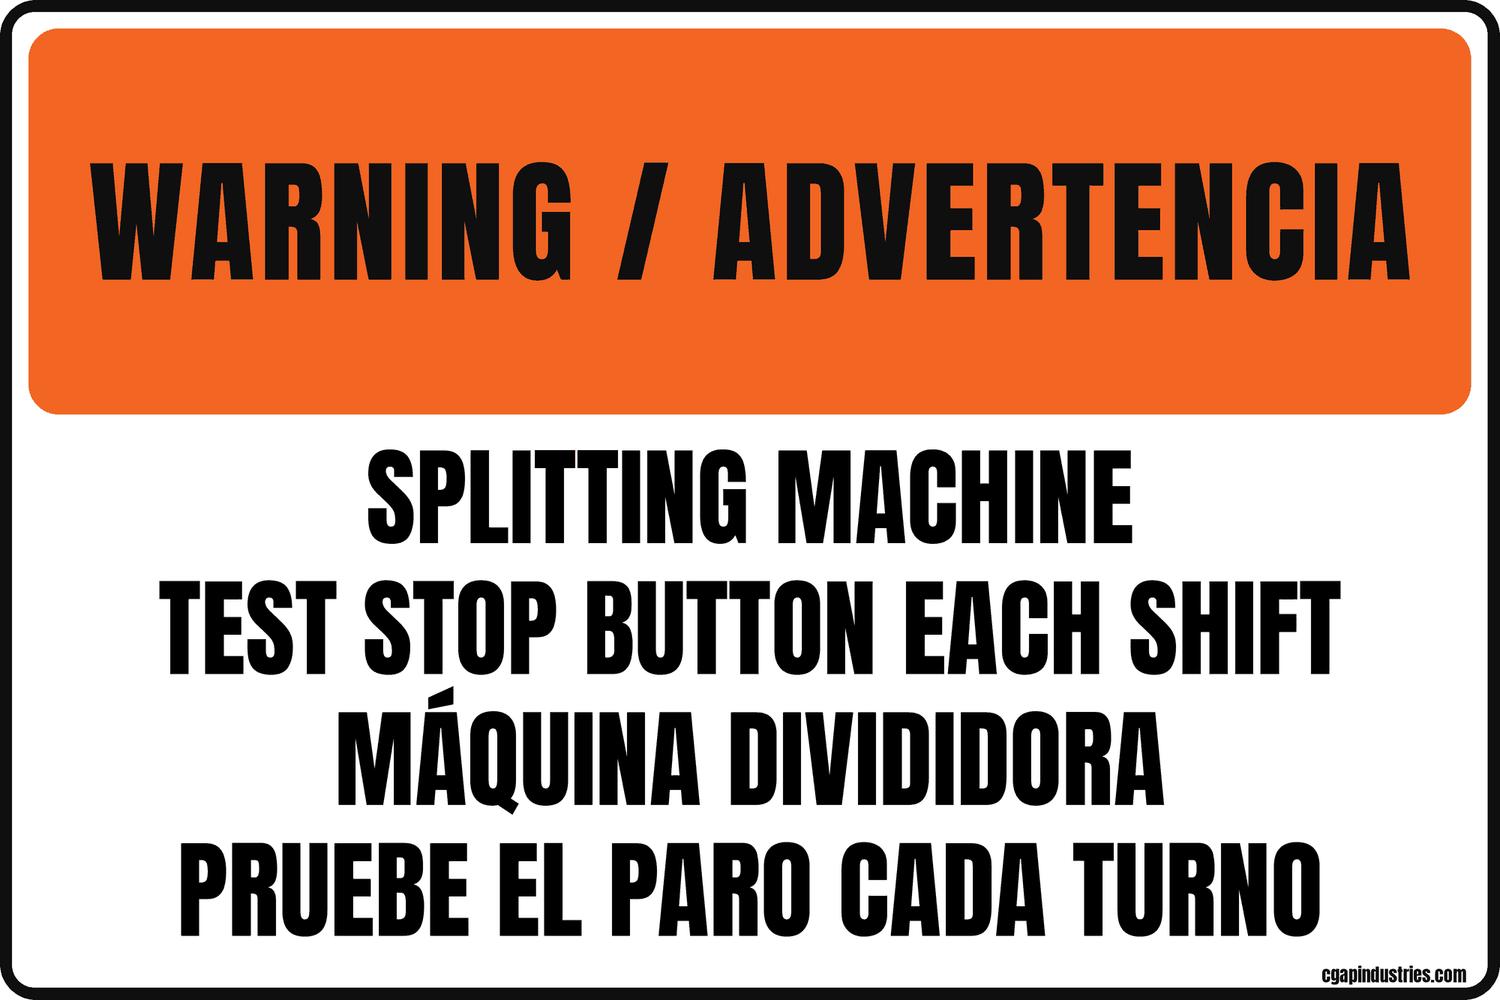 WARNING / ADVERTENCIA
SPLITTING MACHINE
TEST STOP BUTTON EACH SHIFT
MÁQUINA DIVIDIDORA
PRUEBE EL PARO CADA TURNO
cgapindustries.com